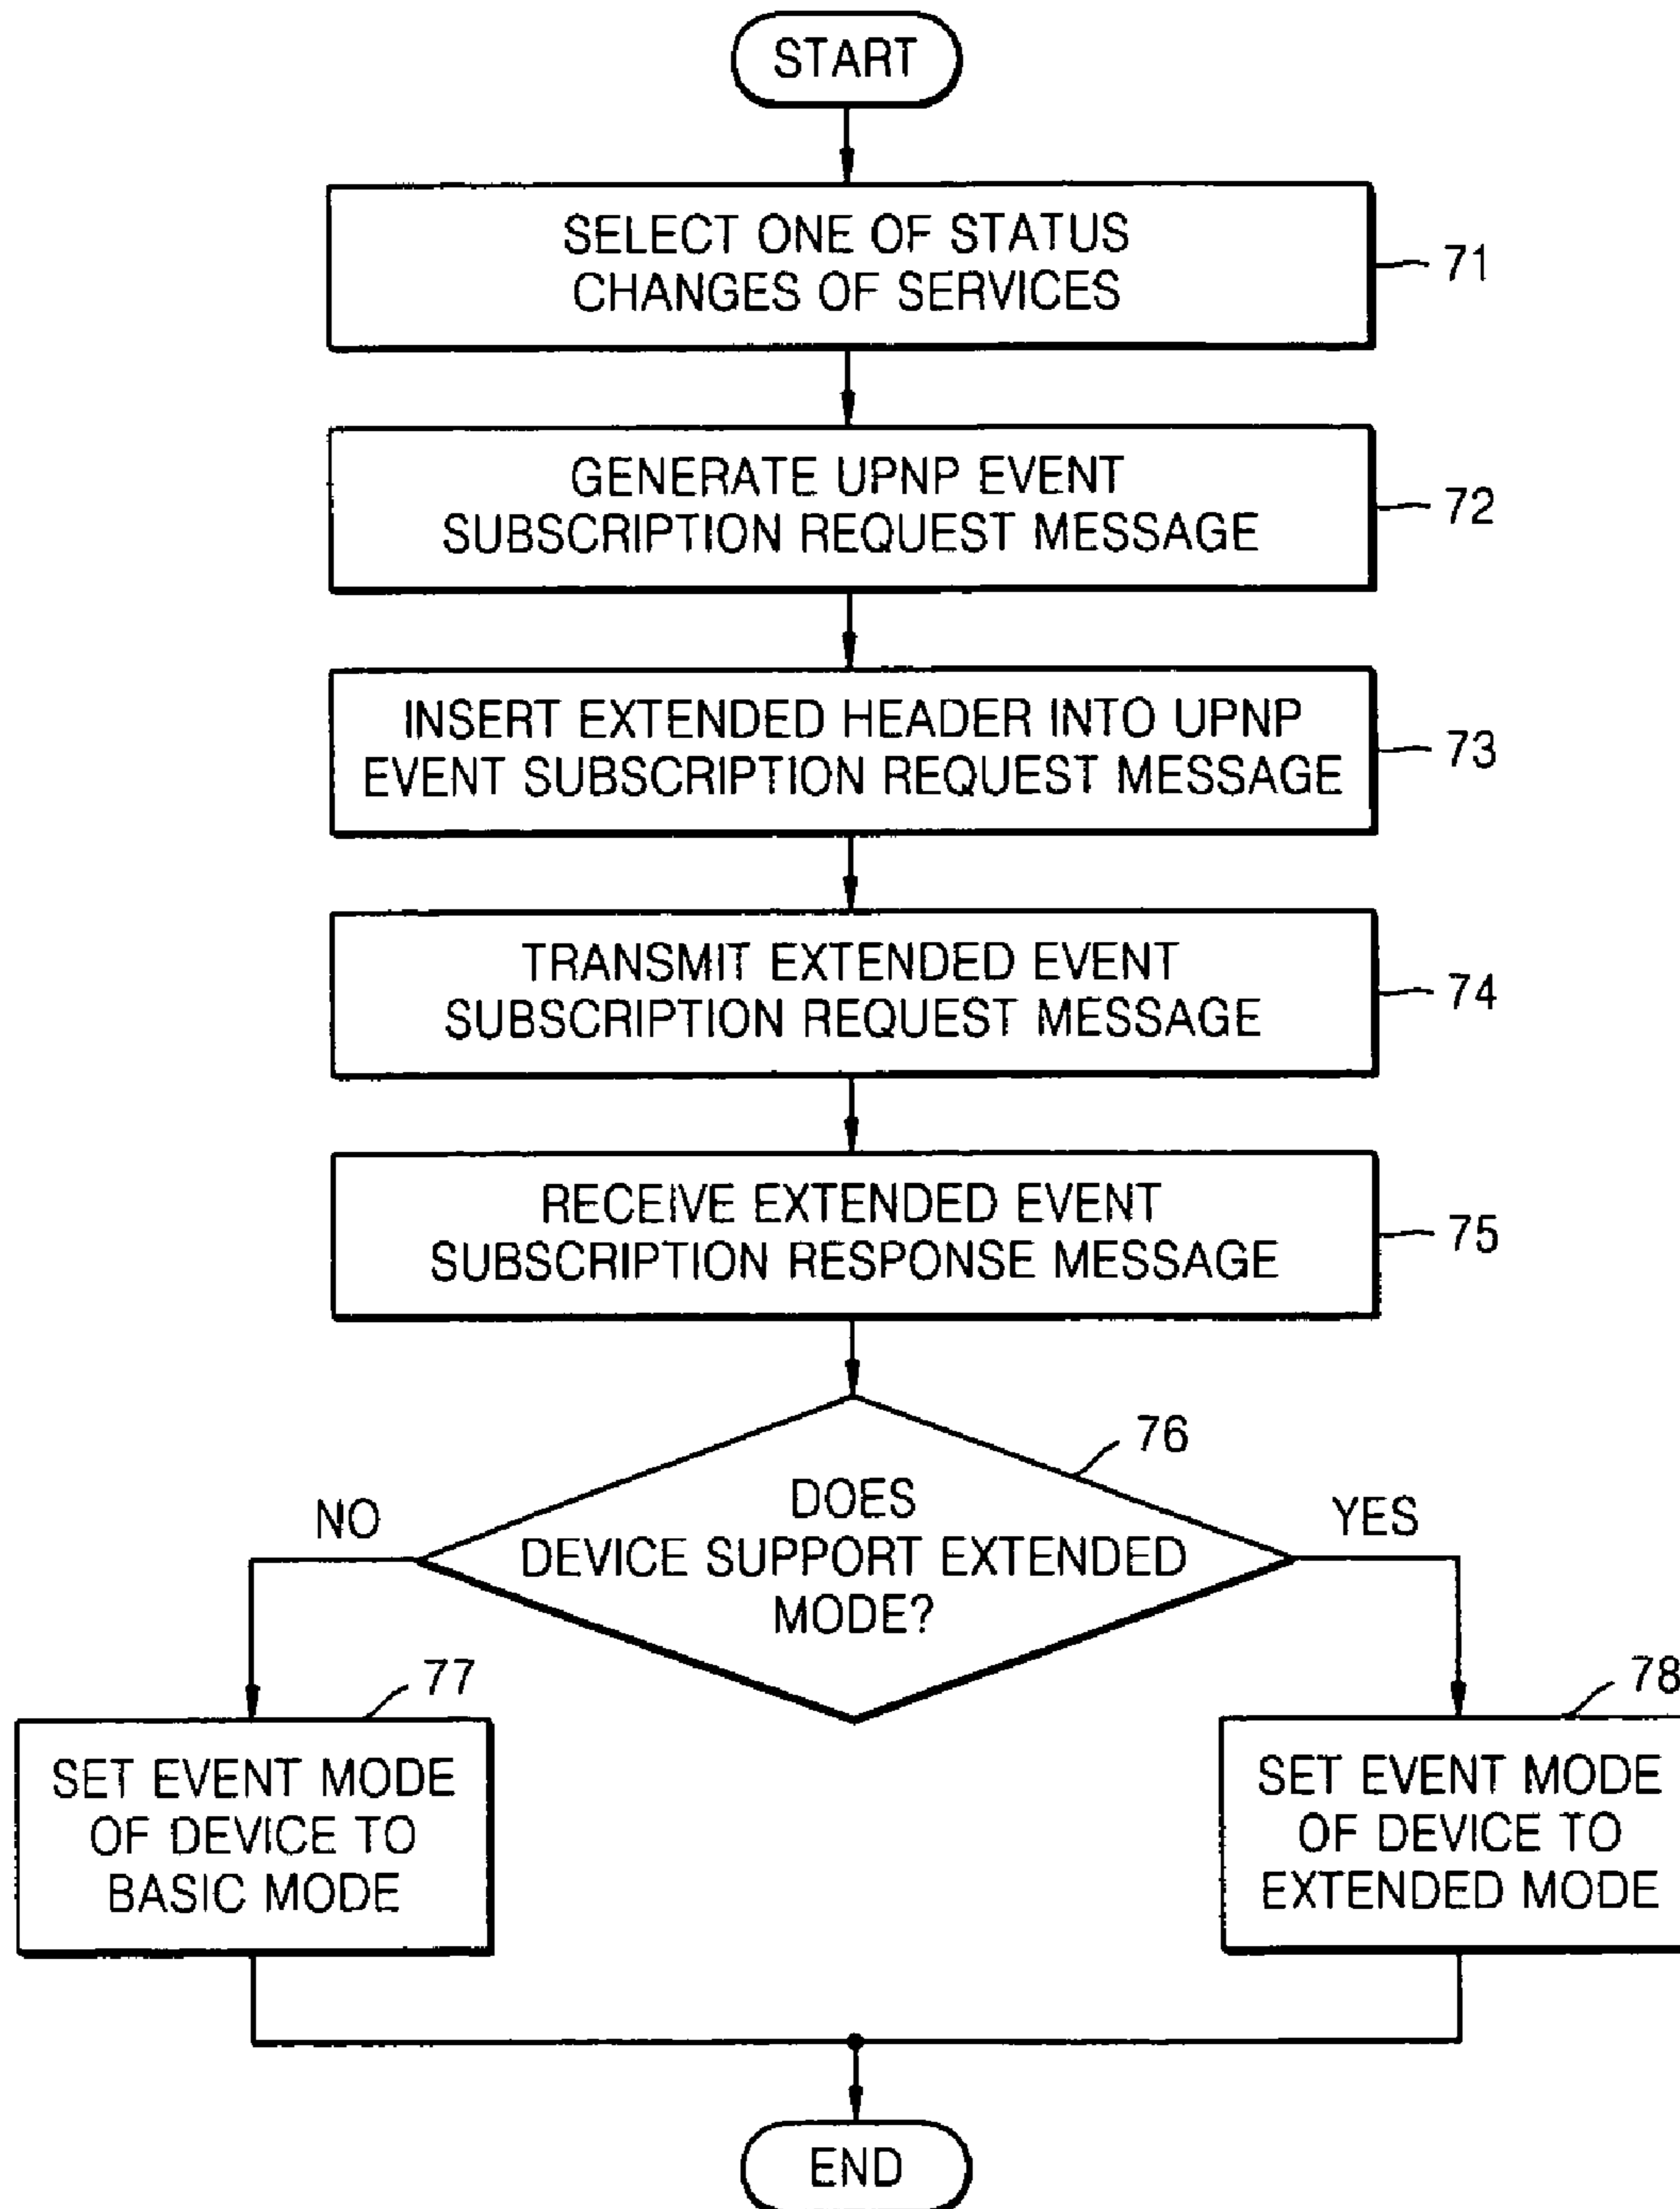 START
SELECT ONE OF STATUS
CHANGES OF SERVICES
71
GENERATE UPNP EVENT
SUBSCRIPTION REQUEST MESSAGE
72
INSERT EXTENDED HEADER INTO UPNP
EVENT SUBSCRIPTION REQUEST MESSAGE
73
TRANSMIT EXTENDED EVENT
SUBSCRIPTION REQUEST MESSAGE
74
RECEIVE EXTENDED EVENT
SUBSCRIPTION RESPONSE MESSAGE
75
76
DOES
DEVICE SUPPORT EXTENDED
MODE?
NO
YES
77
SET EVENT MODE
OF DEVICE TO
BASIC MODE
78
SET EVENT MODE
OF DEVICE TO
EXTENDED MODE
END